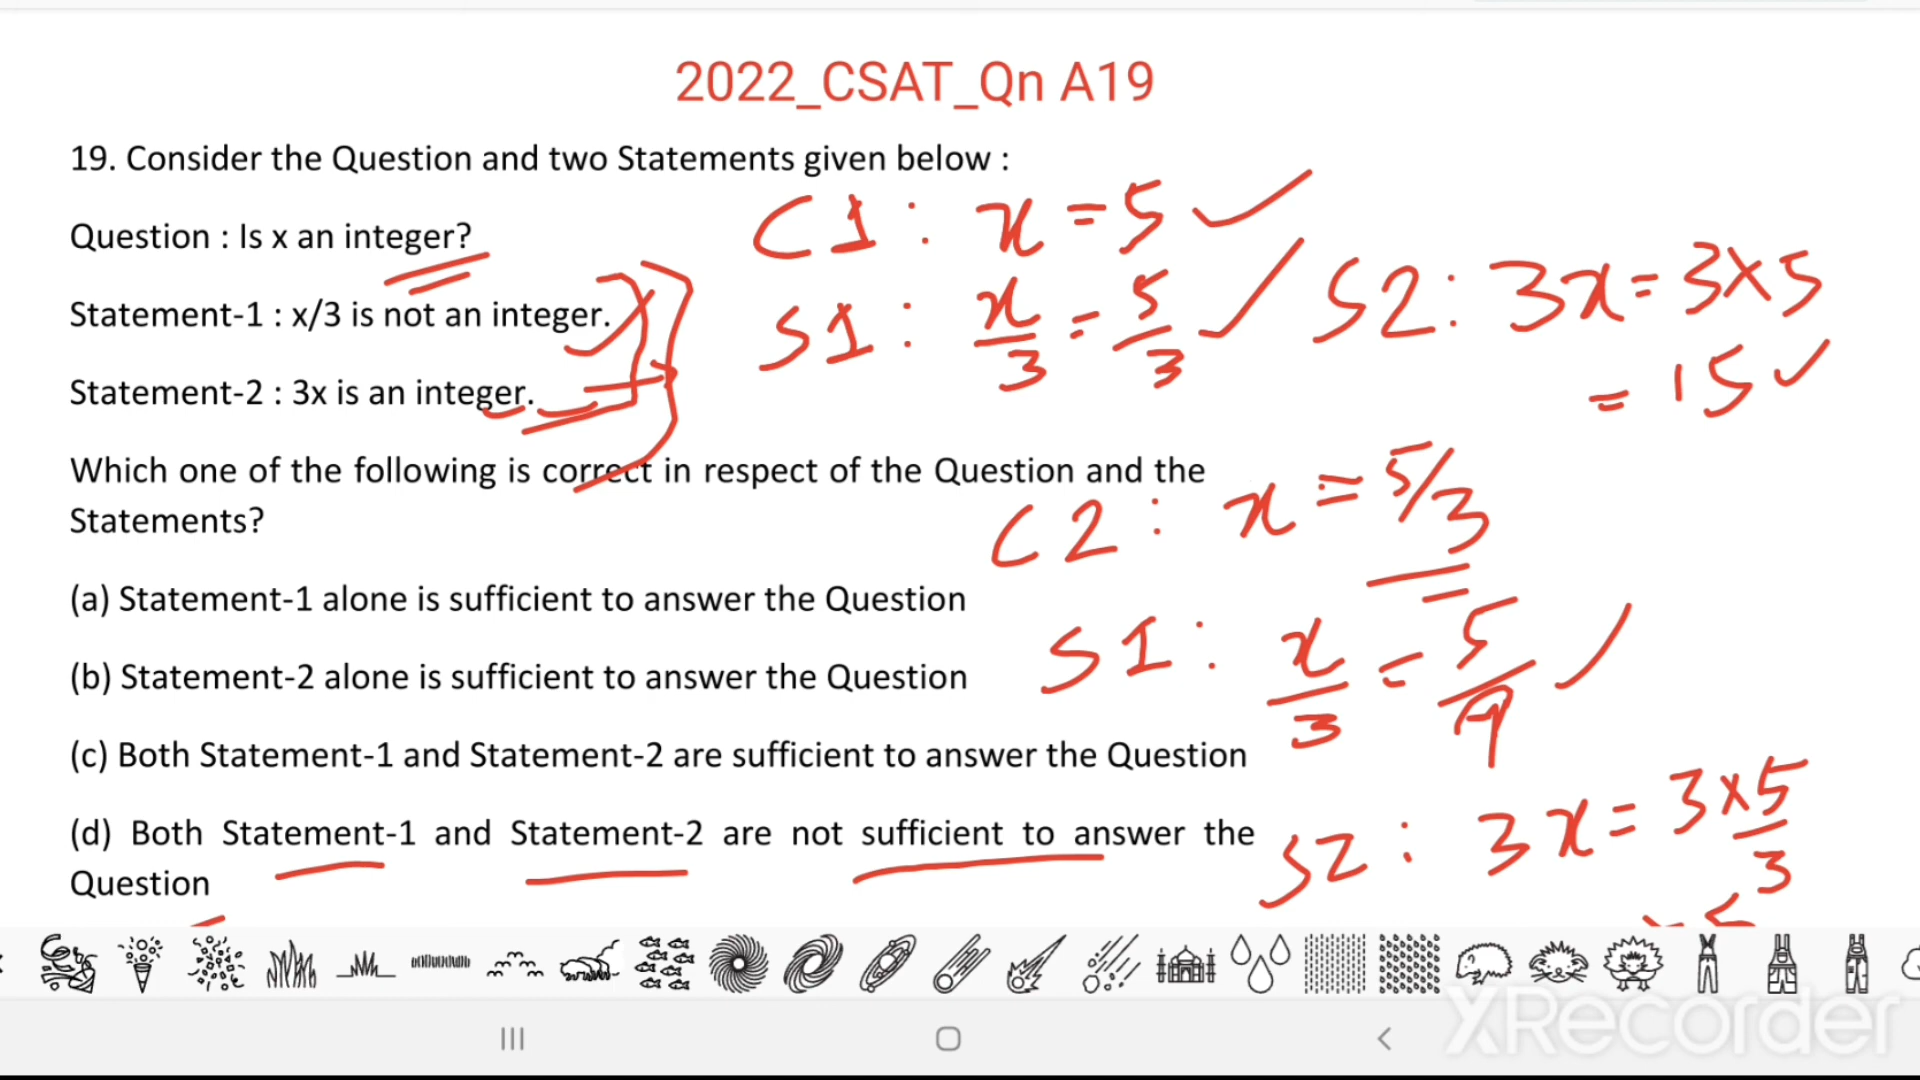 2022_CSAT_Qn A19
19. Consider the Question and two Statements given below :
C1: x = 5
Question : Is x an integer?
S2: 3x = 3×5
Statement-1 : x/3 is not an integer.
S1: x/3 = 5/3
= 15
Statement-2 : 3x is an integer.
Which one of the following is correct in respect of the Question and the
Statements?
C2: x = 5/3
(a) Statement-1 alone is sufficient to answer the Question
S1: x/3 = 5/9
(b) Statement-2 alone is sufficient to answer the Question
(c) Both Statement-1 and Statement-2 are sufficient to answer the Question
(d) Both Statement-1 and Statement-2 are not sufficient to answer the
S2: 3x = 3×5/3
Question
XRecorder